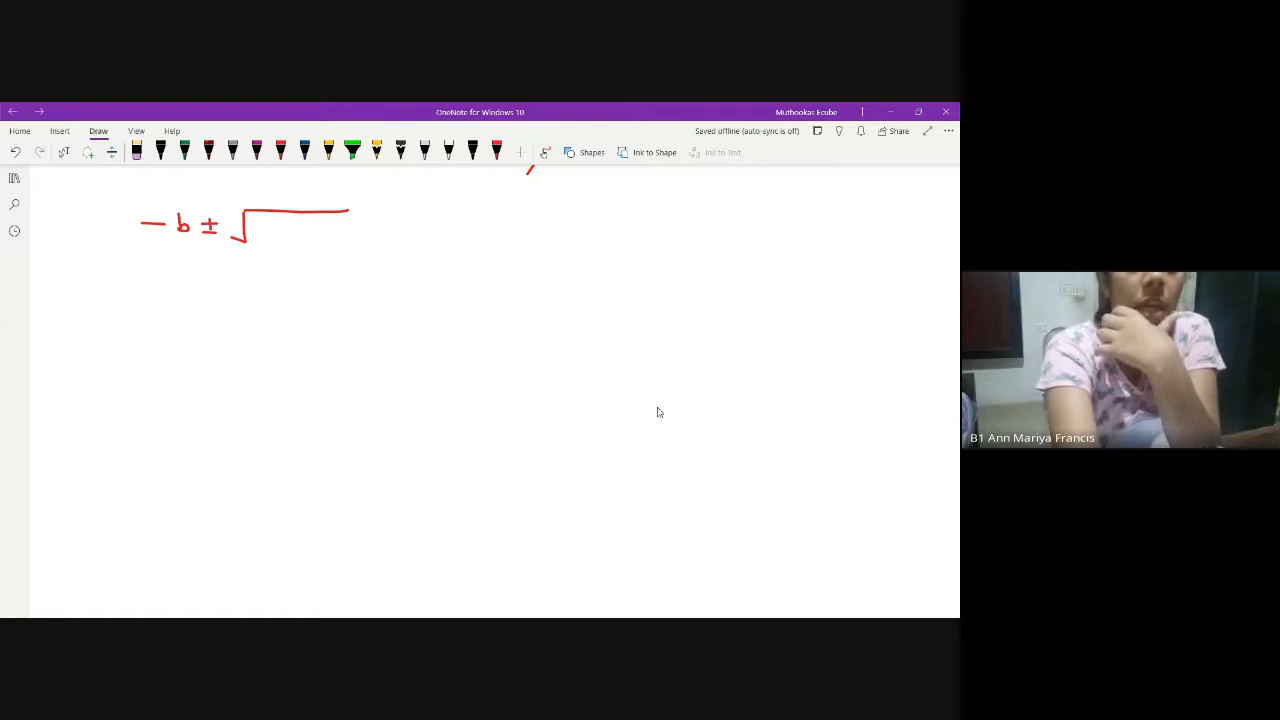 OneNote for Windows 10
Muthookas Ecube
Home Insert Draw View Help
Saved offline (auto-sync is off)
Share
Shapes
Ink to Shape
Ink to Text
− b ± √
B1 Ann Mariya Francis